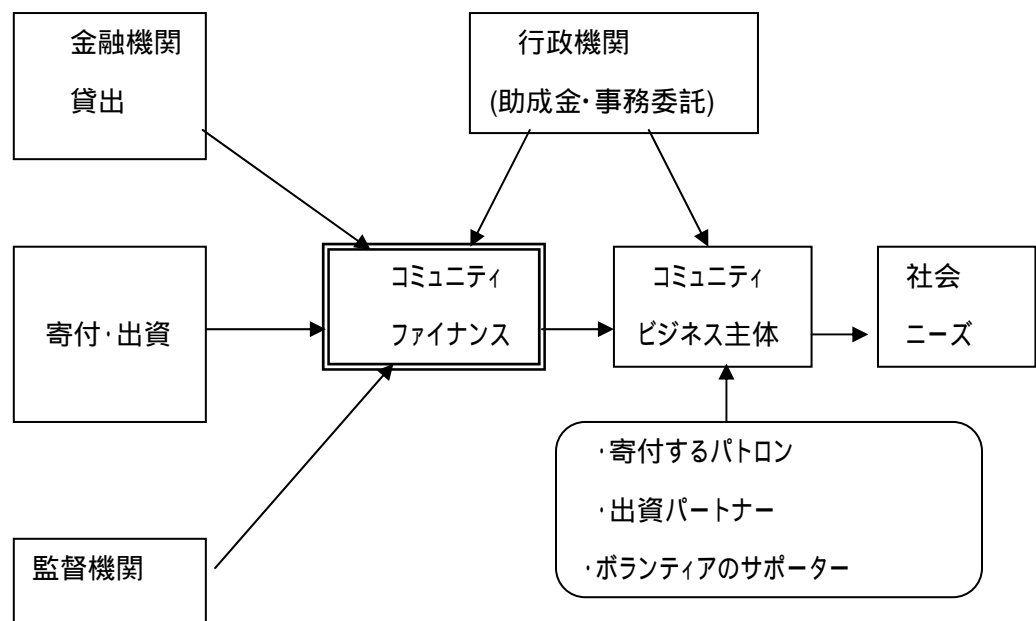 金融機関
貸出
行政機関
(助成金・事務委託)
寄付・出資
コミュニティ
ファイナンス
コミュニティ
ビジネス主体
社会
ニーズ
・寄付するパトロン
・出資パートナー
・ボランティアのサポーター
監督機関